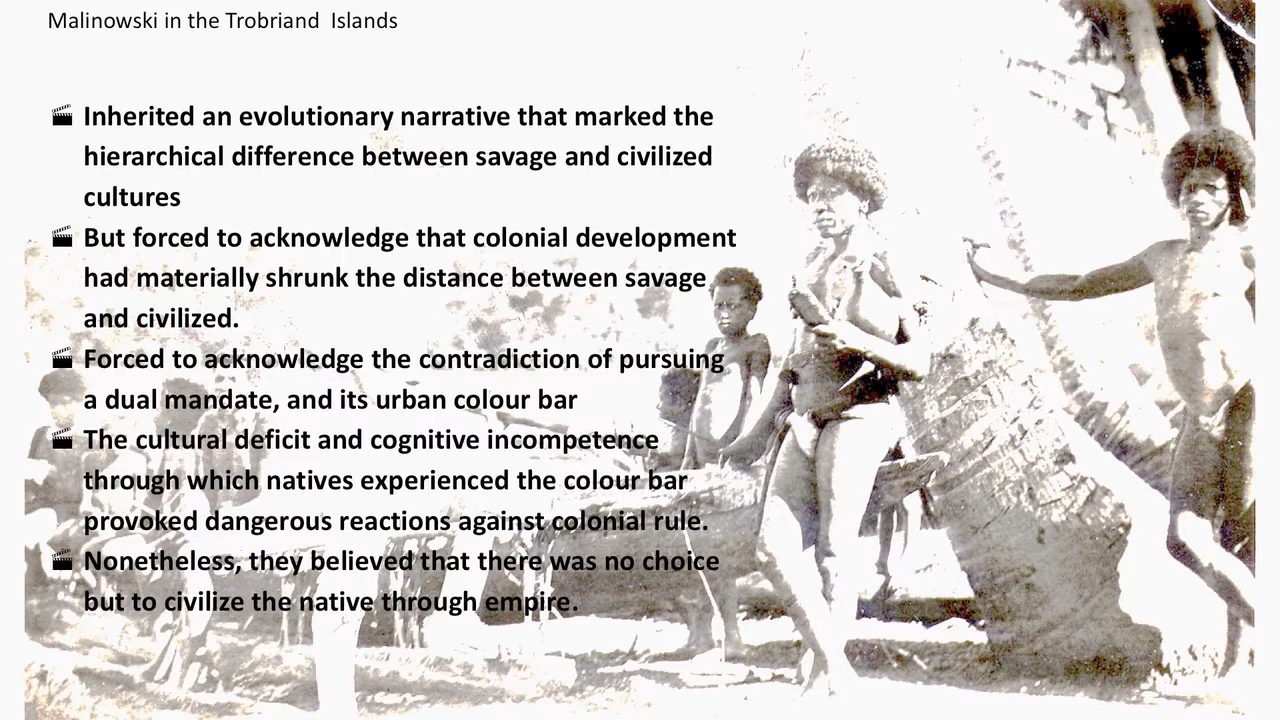 Malinowski in the Trobriand Islands
Inherited an evolutionary narrative that marked the
hierarchical difference between savage and civilized
cultures
But forced to acknowledge that colonial development
had materially shrunk the distance between savage
and civilized.
Forced to acknowledge the contradiction of pursuing
a dual mandate, and its urban colour bar
The cultural deficit and cognitive incompetence
through which natives experienced the colour bar
provoked dangerous reactions against colonial rule.
Nonetheless, they believed that there was no choice
but to civilize the native through empire.